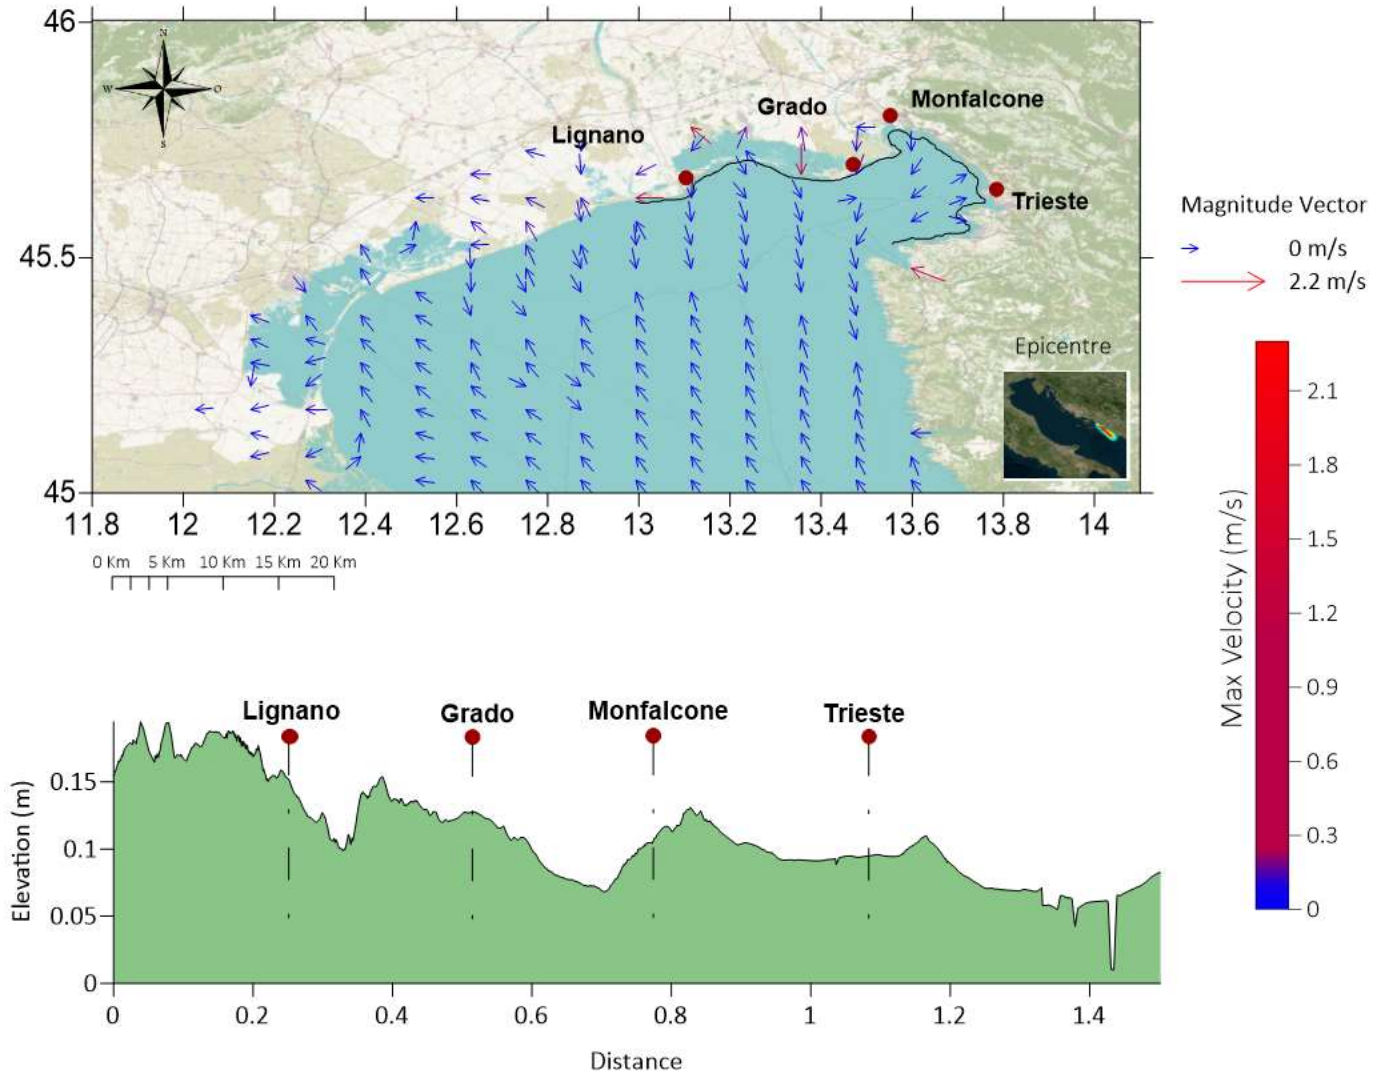 46
N
W
O
S
Lignano
Grado
Monfalcone
Trieste
45.5
Epicentre
45
11.8 12 12.2 12.4 12.6 12.8 13 13.2 13.4 13.6 13.8 14
0 Km 5 Km 10 Km 15 Km 20 Km
Magnitude Vector
0 m/s
2.2 m/s
Max Velocity (m/s)
2.1
1.8
1.5
1.2
0.9
0.6
0.3
0
Lignano Grado Monfalcone Trieste
Elevation (m)
0.15
0.1
0.05
0
0 0.2 0.4 0.6 0.8 1 1.2 1.4
Distance